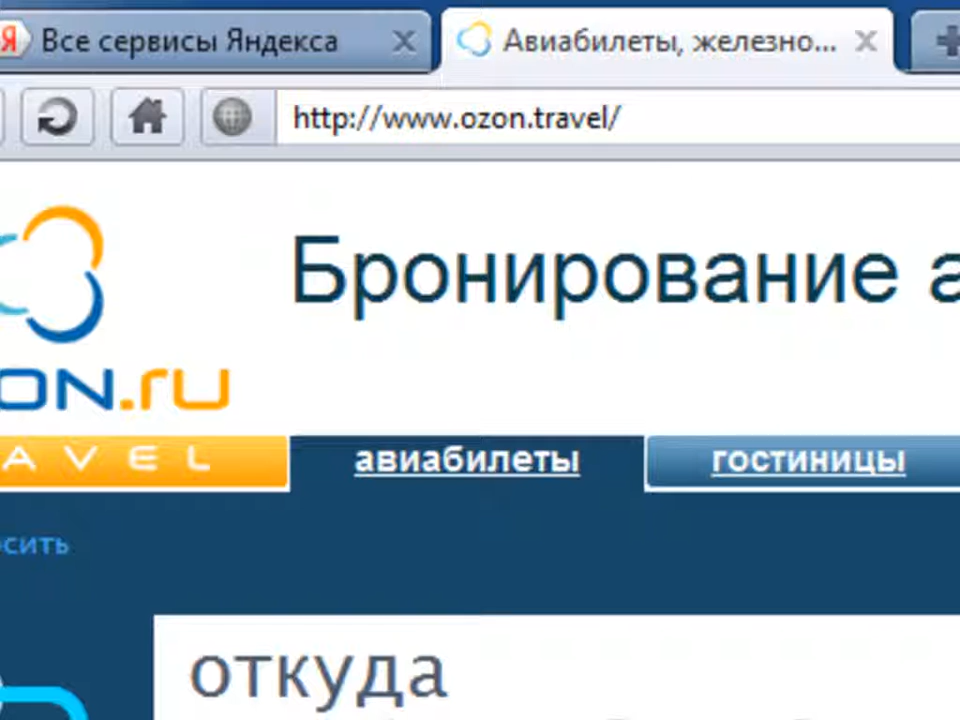 Я Все сервисы Яндекса
Авиабилеты, железно...
http://www.ozon.travel/
Бронирование а
ON.ru
AVEL
авиабилеты
гостиницы
осить
откуда